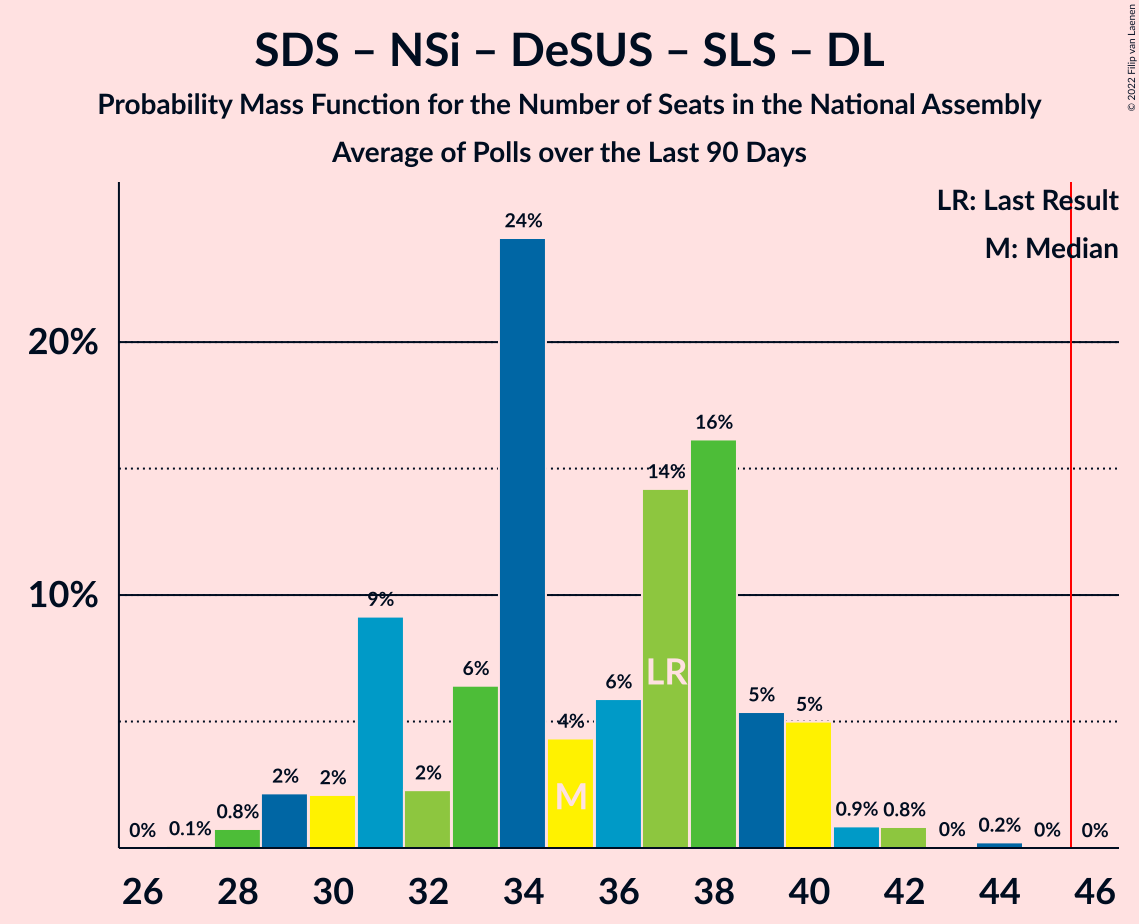 SDS – NSi – DeSUS – SLS – DL
Probability Mass Function for the Number of Seats in the National Assembly
Average of Polls over the Last 90 Days
© 2022 Filip van Laenen
LR: Last Result
M: Median
20%
10%
0%
0.1%
0.8%
2%
2%
9%
2%
6%
24%
4%
6%
14%
16%
5%
5%
0.9%
0.8%
0%
0.2%
0%
0%
LR
M
26 28 30 32 34 36 38 40 42 44 46